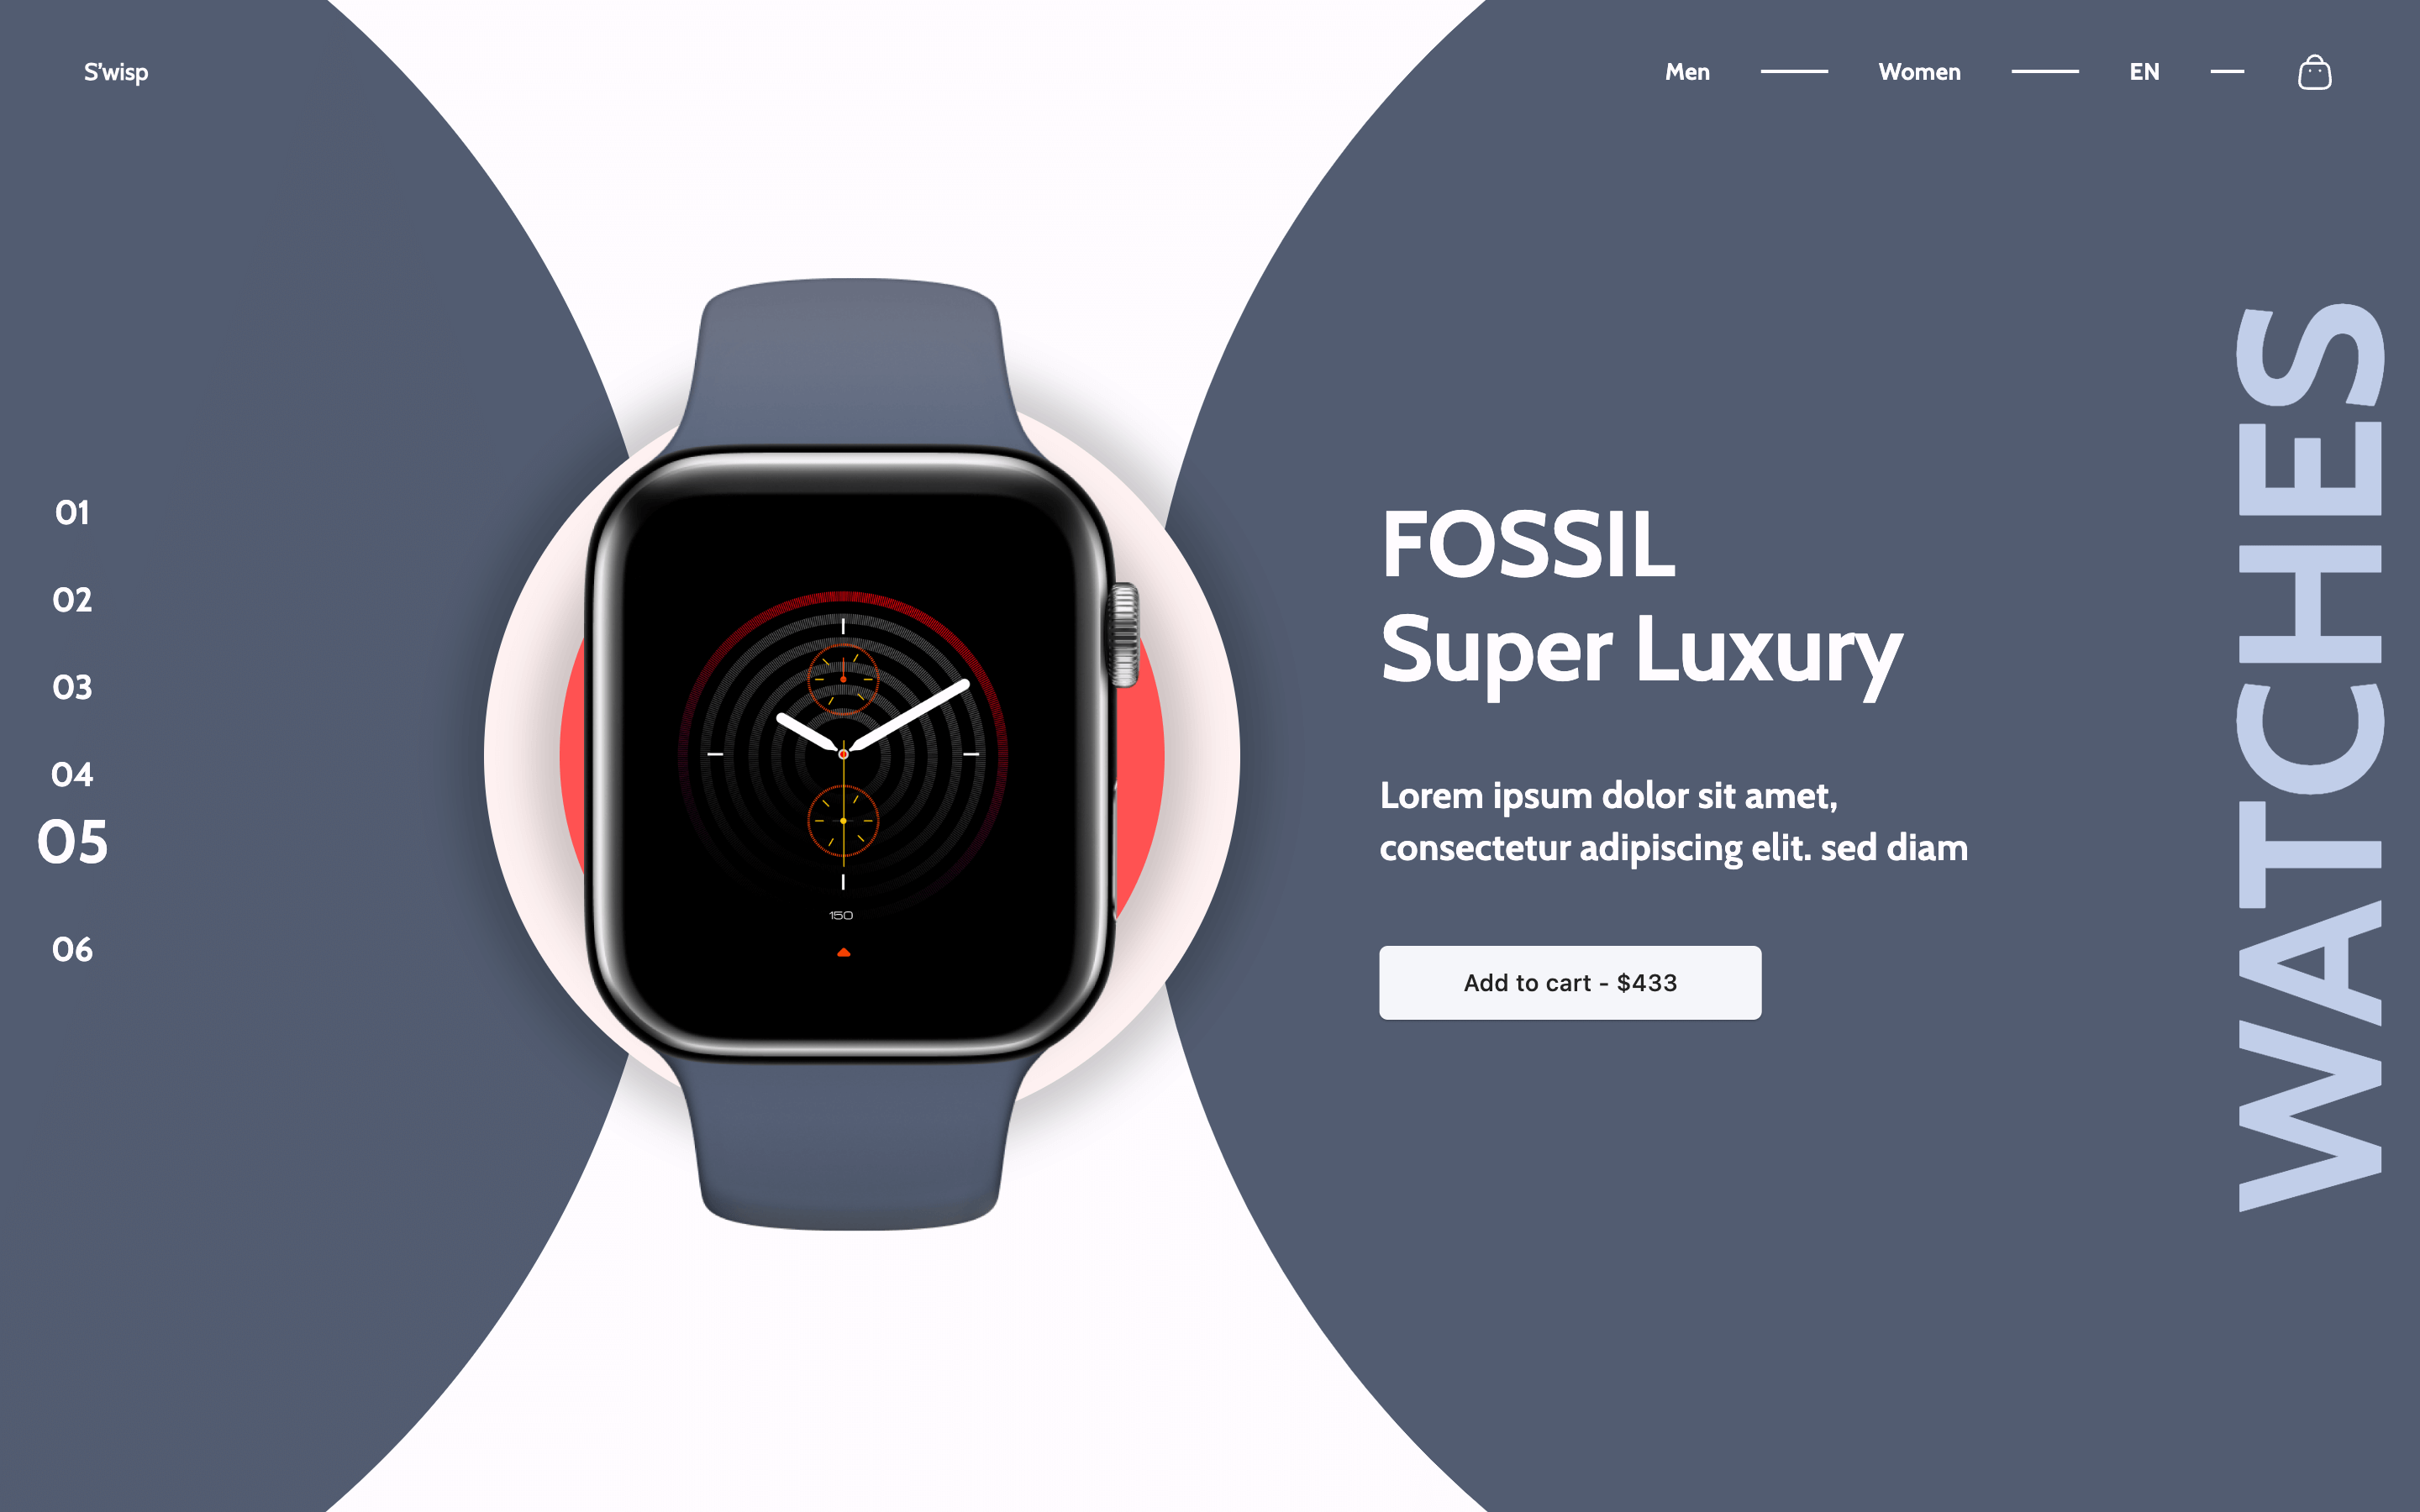 S'wisp
Men
Women
EN
01
02
03
04
05
06
150
FOSSIL
Super Luxury
Lorem ipsum dolor sit amet,
consectetur adipiscing elit. sed diam
Add to cart - $433
WATCHES